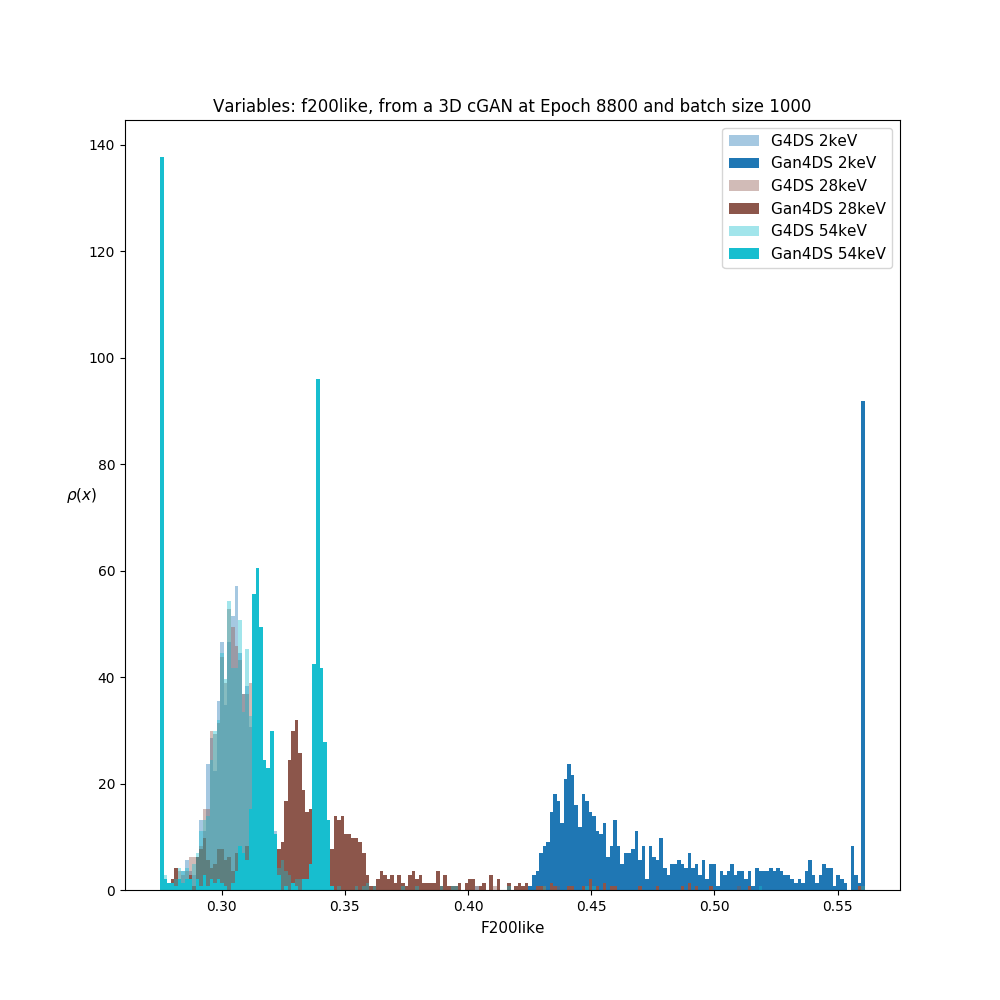 Variables: f200like, from a 3D cGAN at Epoch 8800 and batch size 1000
G4DS 2keV
Gan4DS 2keV
G4DS 28keV
Gan4DS 28keV
G4DS 54keV
Gan4DS 54keV
140
120
100
80
60
40
20
0
ρ(x)
0.30 0.35 0.40 0.45 0.50 0.55
F200like